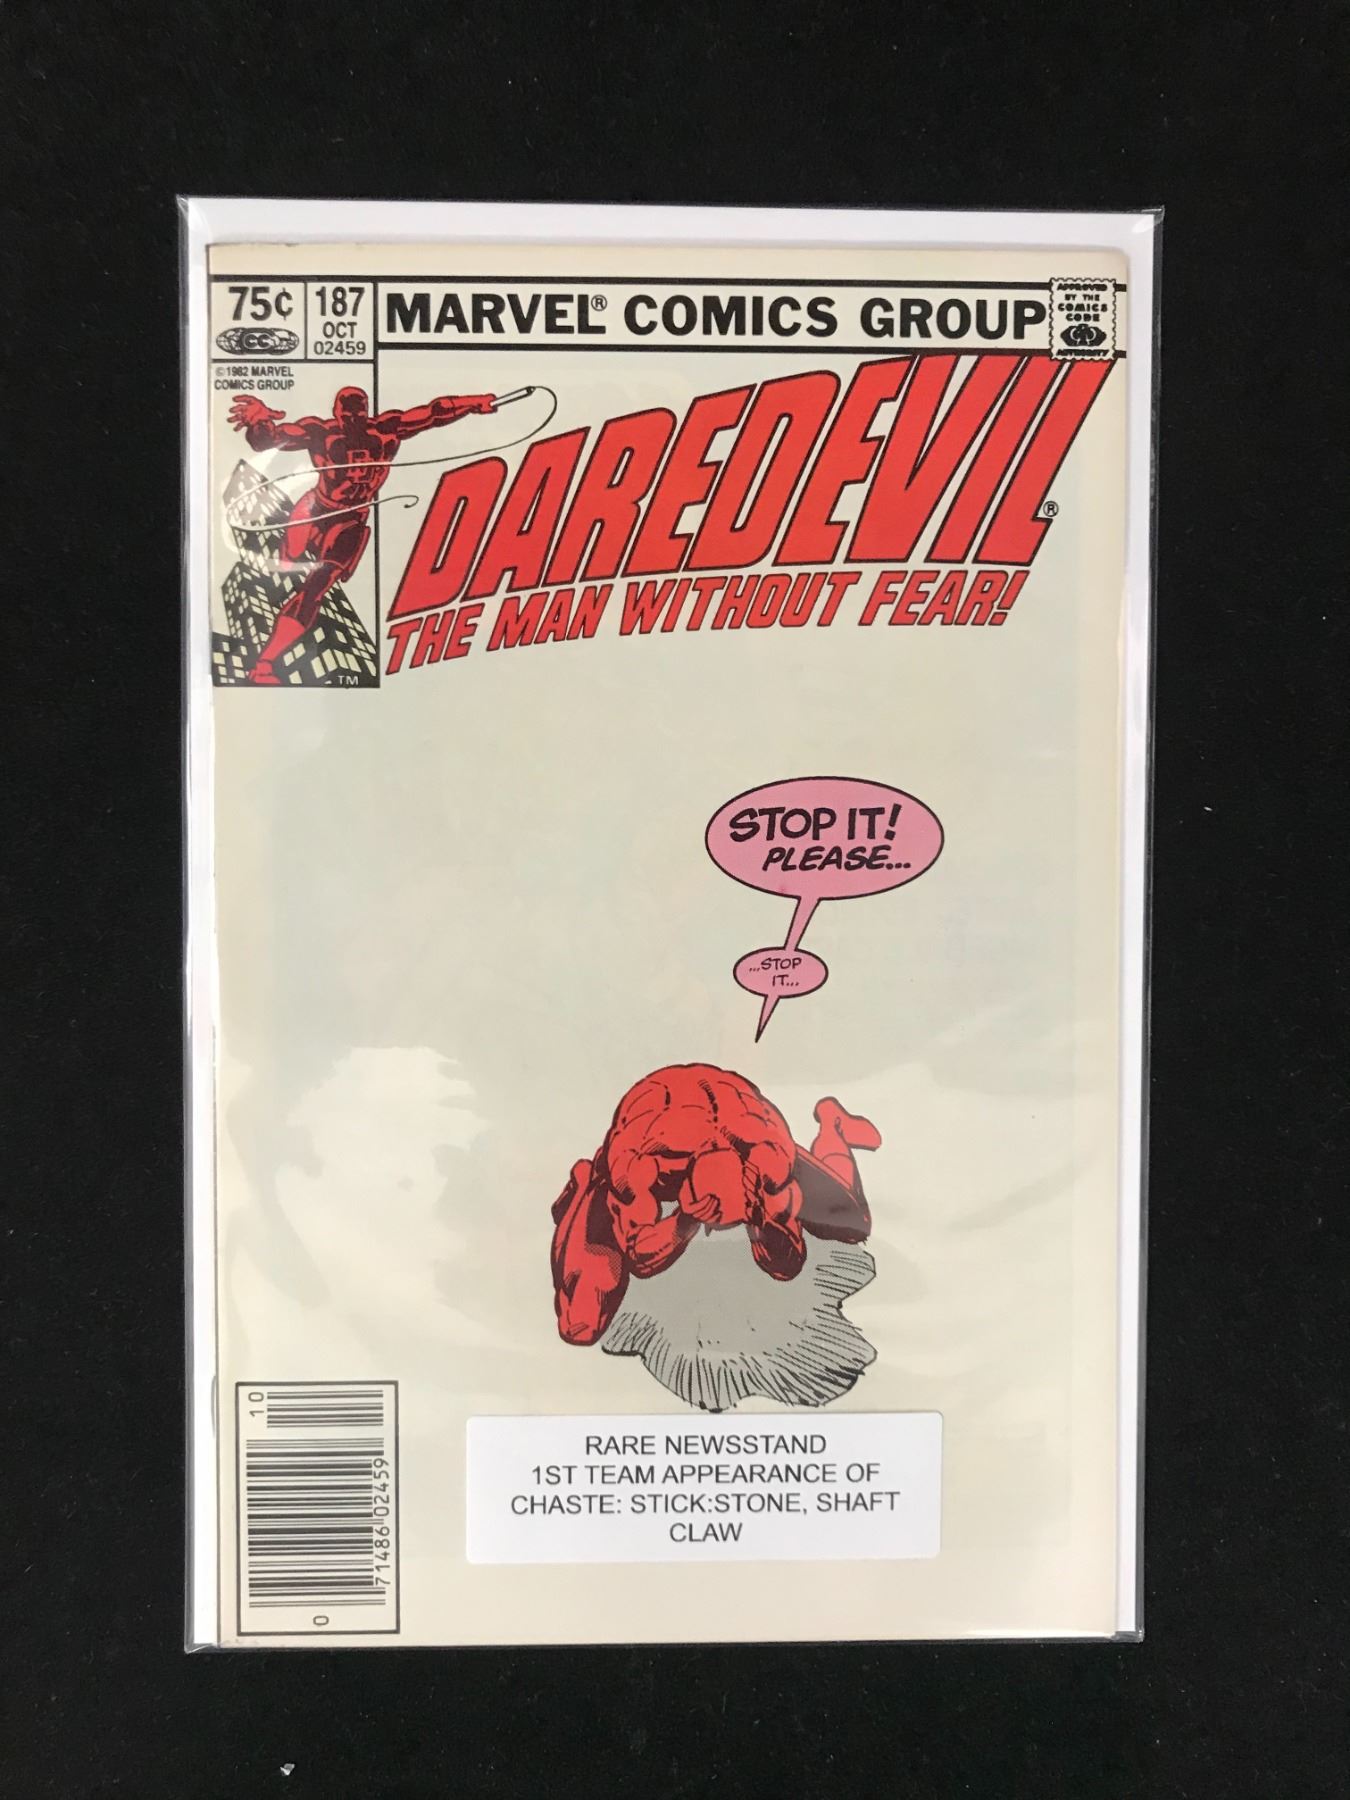 75¢
CC
187
OCT
02459
MARVEL® COMICS GROUP
APPROVED
BY THE
COMICS
CODE
AUTHORITY
©1982 MARVEL
COMICS GROUP
DD
TM
DAREDEVIL®
THE MAN WITHOUT FEAR!
STOP IT!
PLEASE...
...STOP
IT...
10
71486 02459
0
RARE NEWSSTAND
1ST TEAM APPEARANCE OF
CHASTE: STICK:STONE, SHAFT
CLAW